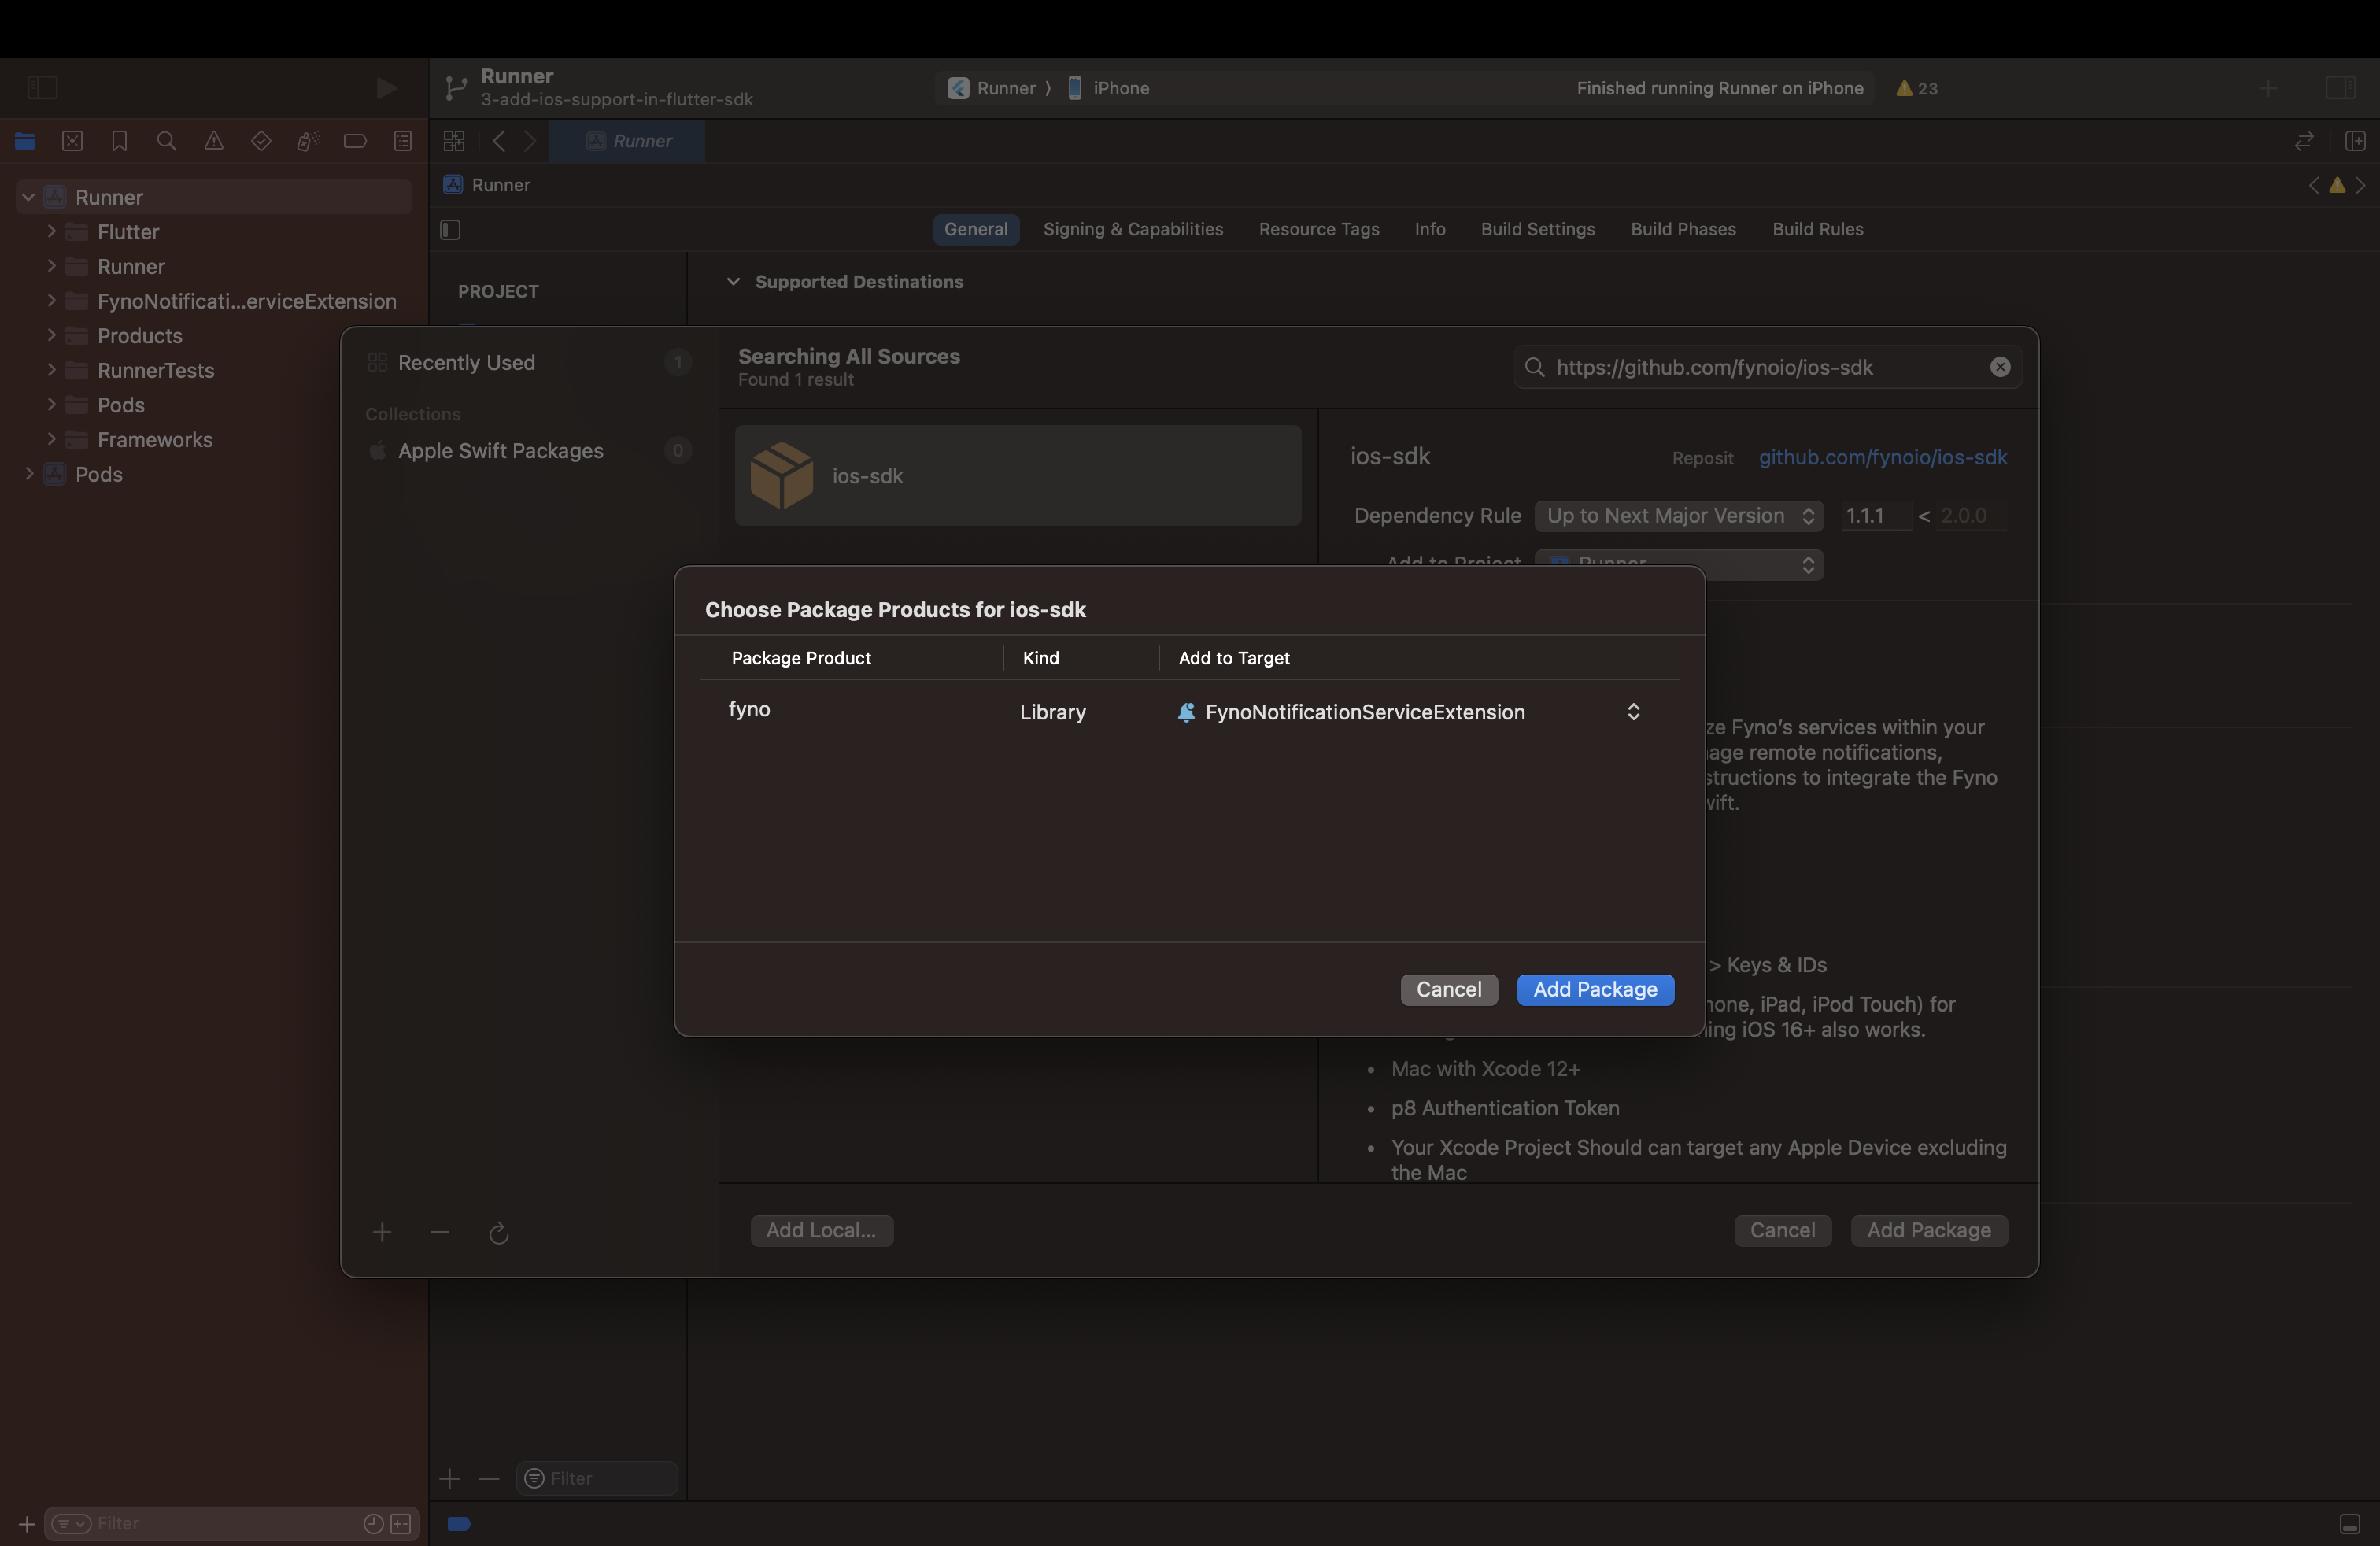 Runner
3-add-ios-support-in-flutter-sdk
Runner 〉 iPhone
Finished running Runner on iPhone
23
Runner
Runner
General
Signing & Capabilities
Resource Tags
Info
Build Settings
Build Phases
Build Rules
Runner
Flutter
Runner
FynoNotificati...erviceExtension
Products
RunnerTests
Pods
Frameworks
Pods
PROJECT
Supported Destinations
Recently Used
1
Collections
Apple Swift Packages
0
Searching All Sources
Found 1 result
https://github.com/fynoio/ios-sdk
ios-sdk
ios-sdk
Reposit
github.com/fynoio/ios-sdk
Dependency Rule
Up to Next Major Version
1.1.1 < 2.0.0
Add to Project
Runner
Choose Package Products for ios-sdk
Package Product
Kind
Add to Target
fyno
Library
FynoNotificationServiceExtension
Cancel
Add Package
ze Fyno’s services within your
age remote notifications,
structions to integrate the Fyno
wift.
> Keys & IDs
hone, iPad, iPod Touch) for
ning iOS 16+ also works.
• Mac with Xcode 12+
• p8 Authentication Token
• Your Xcode Project Should can target any Apple Device excluding
the Mac
Add Local...
Cancel
Add Package
Filter
Filter